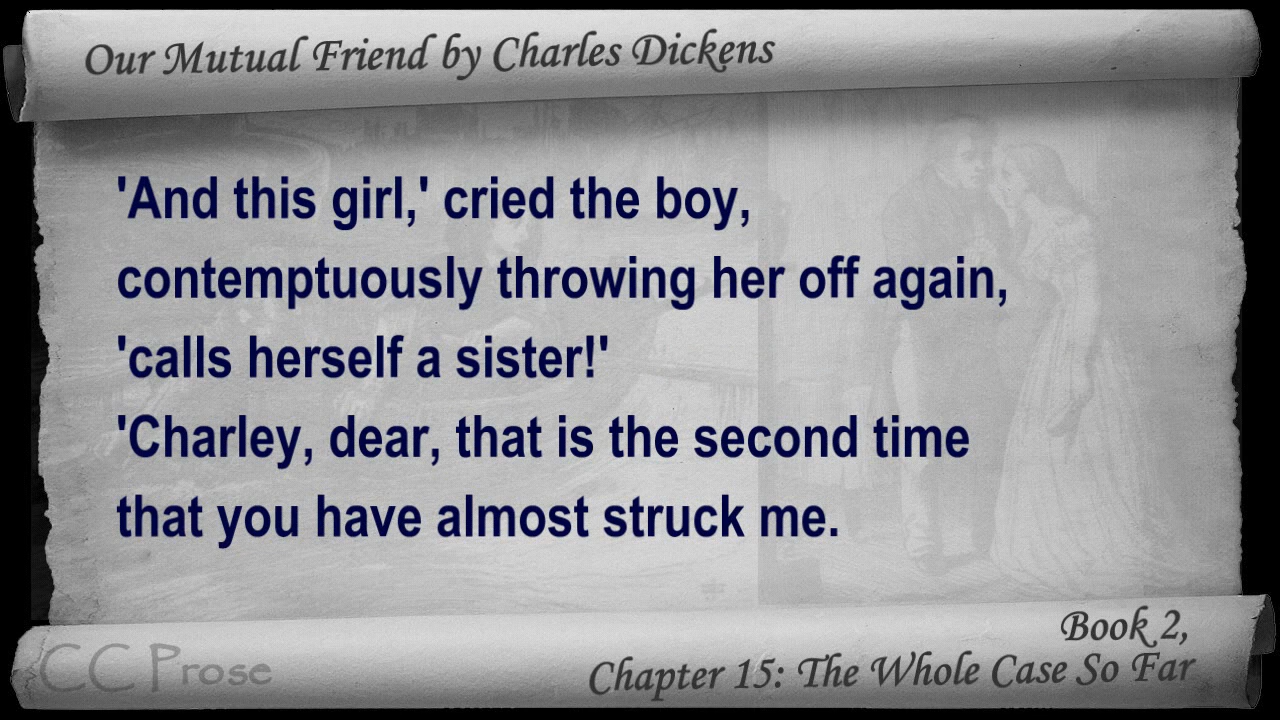 Our Mutual Friend by Charles Dickens
'And this girl,' cried the boy,
contemptuously throwing her off again,
'calls herself a sister!'
'Charley, dear, that is the second time
that you have almost struck me.
Book 2,
CC Prose
Chapter 15: The Whole Case So Far